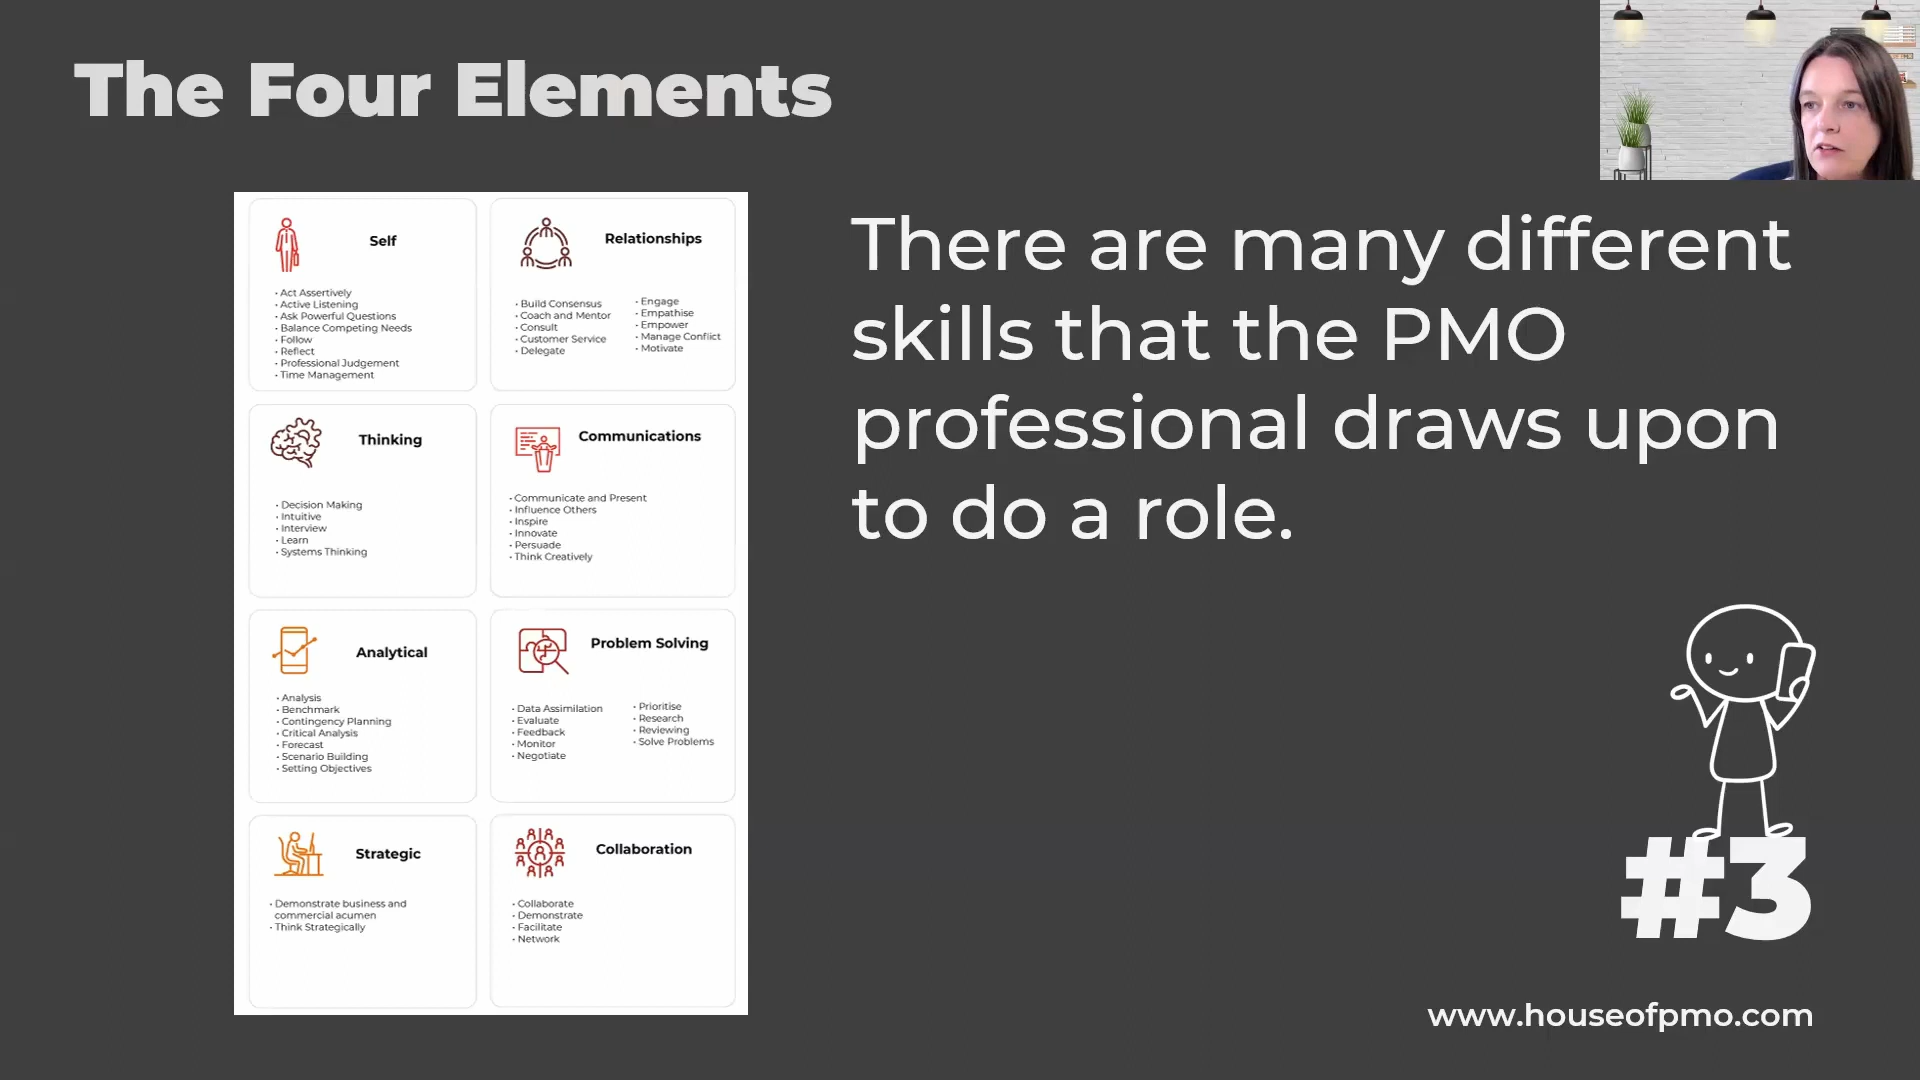 The Four Elements
Self
• Act Assertively
• Active Listening
• Ask Powerful Questions
• Balance Competing Needs
• Follow
• Reflect
• Professional Judgement
• Time Management
Relationships
• Build Consensus
• Coach and Mentor
• Consult
• Customer Service
• Delegate
• Engage
• Empathise
• Empower
• Manage Conflict
• Motivate
Thinking
• Decision Making
• Intuitive
• Interview
• Learn
• Systems Thinking
Communications
• Communicate and Present
• Influence Others
• Inspire
• Innovate
• Persuade
• Think Creatively
Analytical
• Analysis
• Benchmark
• Contingency Planning
• Critical Analysis
• Forecast
• Scenario Building
• Setting Objectives
Problem Solving
• Data Assimilation
• Evaluate
• Feedback
• Monitor
• Negotiate
• Prioritise
• Research
• Reviewing
• Solve Problems
Strategic
• Demonstrate business and
commercial acumen
• Think Strategically
Collaboration
• Collaborate
• Demonstrate
• Facilitate
• Network
There are many different
skills that the PMO
professional draws upon
to do a role.
#3
www.houseofpmo.com